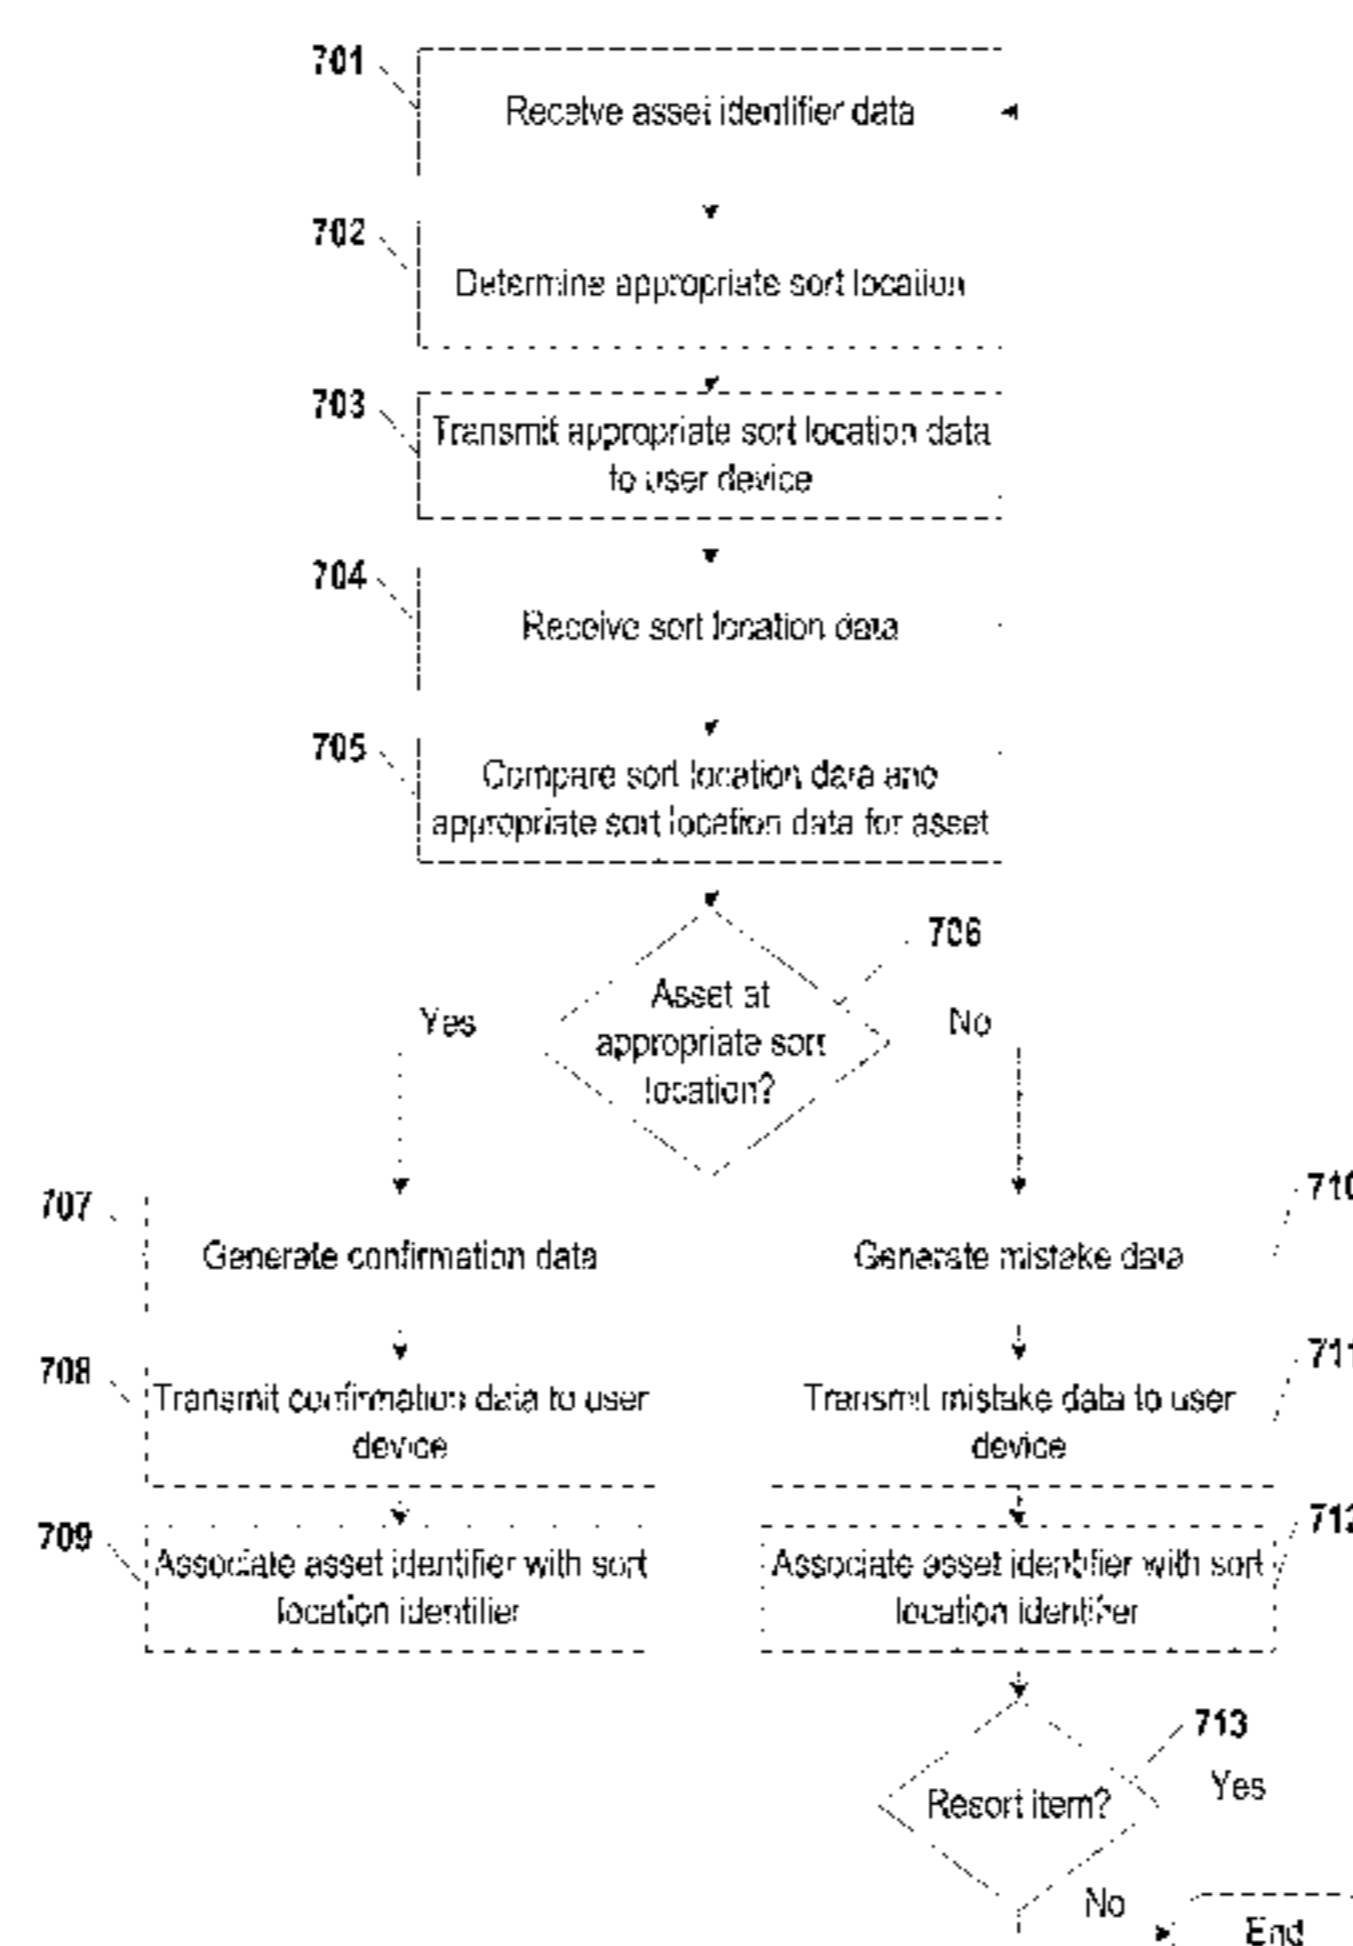 701
Receive asset identifier data
702
Determine appropriate sort location
703
Transmit appropriate sort location data
to user device
704
Receive sort location data
705
Compare sort location data and
appropriate sort location data for asset
706
Asset at
appropriate sort
location?
Yes
No
707
Generate confirmation data
710
Generate mistake data
708
Transmit confirmation data to user
device
711
Transmit mistake data to user
device
709
Associate asset identifier with sort
location identifier
712
Associate asset identifier with sort
location identifier
713
Resort item?
Yes
No
End